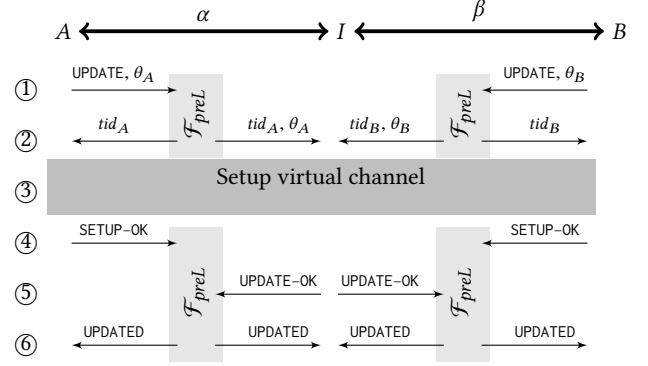 α β
A I B
① UPDATE, θ_A UPDATE, θ_B
ℱ_preL ℱ_preL
② tid_A tid_A, θ_A tid_B, θ_B tid_B
③ Setup virtual channel
④ SETUP–OK SETUP–OK
ℱ_preL ℱ_preL
⑤ UPDATE–OK UPDATE–OK
⑥ UPDATED UPDATED UPDATED UPDATED